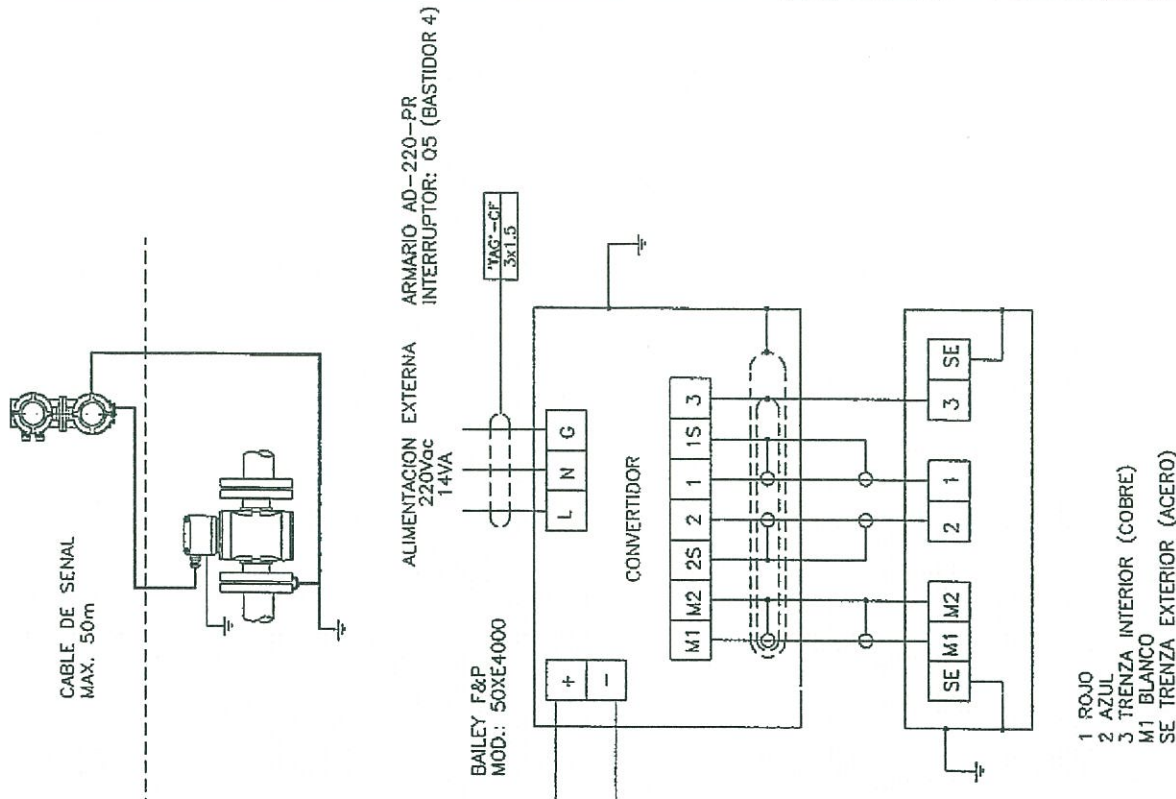 CABLE DE SEÑAL
MAX. 50m
ALIMENTACION EXTERNA
220Vac
14VA
ARMARIO AD-220-PR
INTERRUPTOR: Q5 (BASTIDOR 4)
"TAG"-CF
3x1.5
BAILEY F&P
MOD.: 50XE4000
+
-
L N G
CONVERTIDOR
M1 M2 2S 2 1 1S 3
SE M1 M2 2 1 3 SE
1 ROJO
2 AZUL
3 TRENZA INTERIOR (COBRE)
M1 BLANCO
SE TRENZA EXTERIOR (ACERO)